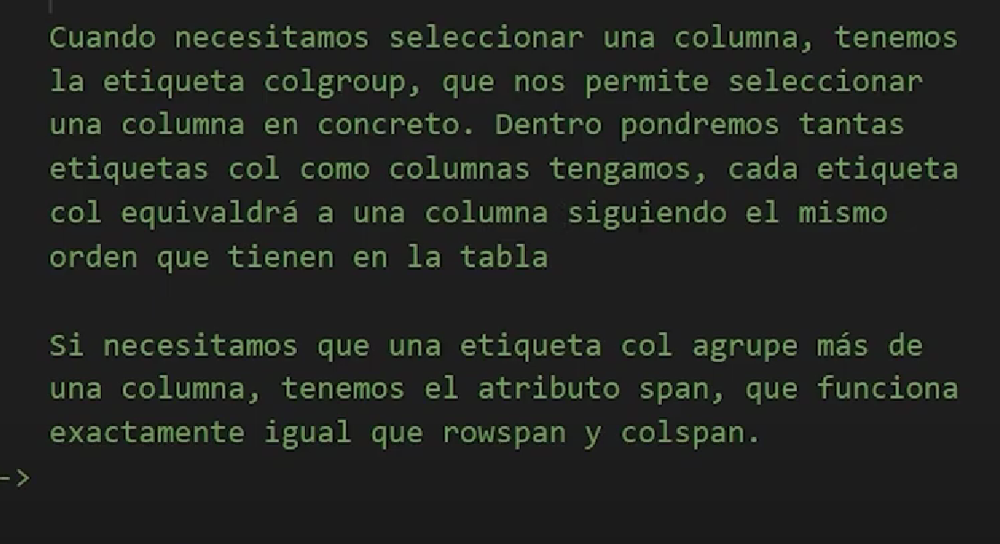 Cuando necesitamos seleccionar una columna, tenemos
la etiqueta colgroup, que nos permite seleccionar
una columna en concreto. Dentro pondremos tantas
etiquetas col como columnas tengamos, cada etiqueta
col equivaldrá a una columna siguiendo el mismo
orden que tienen en la tabla
Si necesitamos que una etiqueta col agrupe más de
una columna, tenemos el atributo span, que funciona
exactamente igual que rowspan y colspan.
->